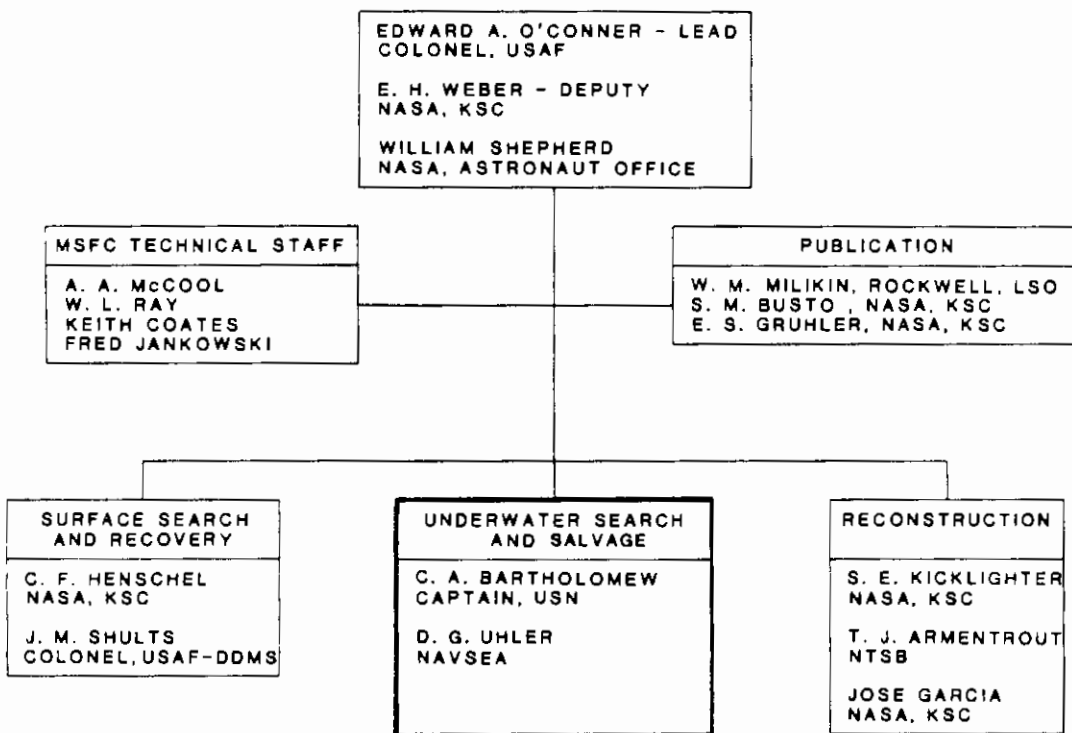 EDWARD A. O'CONNER - LEAD
COLONEL, USAF
E. H. WEBER - DEPUTY
NASA, KSC
WILLIAM SHEPHERD
NASA, ASTRONAUT OFFICE
MSFC TECHNICAL STAFF
A. A. McCOOL
W. L. RAY
KEITH COATES
FRED JANKOWSKI
PUBLICATION
W. M. MILIKIN, ROCKWELL, LSO
S. M. BUSTO , NASA, KSC
E. S. GRUHLER, NASA, KSC
SURFACE SEARCH
AND RECOVERY
C. F. HENSCHEL
NASA, KSC
J. M. SHULTS
COLONEL, USAF-DDMS
UNDERWATER SEARCH
AND SALVAGE
C. A. BARTHOLOMEW
CAPTAIN, USN
D. G. UHLER
NAVSEA
RECONSTRUCTION
S. E. KICKLIGHTER
NASA, KSC
T. J. ARMENTROUT
NTSB
JOSE GARCIA
NASA, KSC